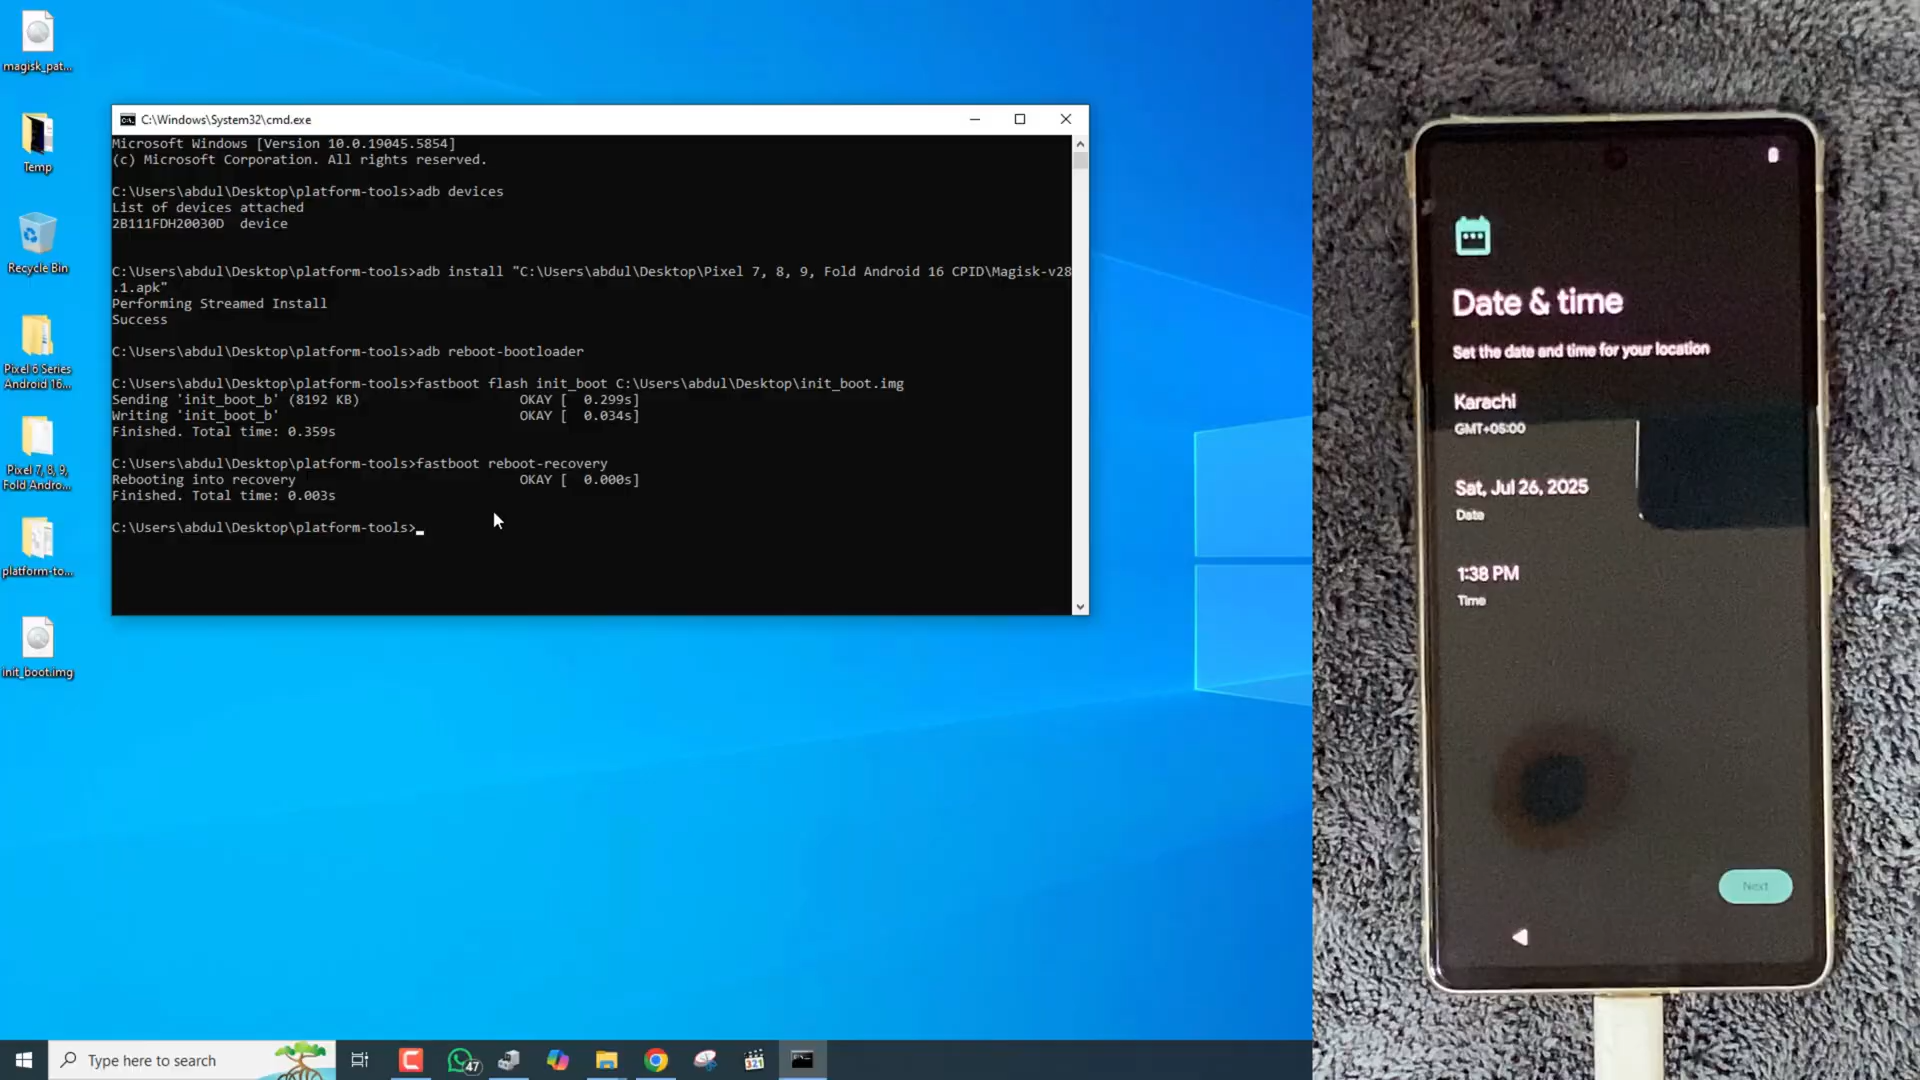 magisk_pat...
Temp
Recycle Bin
Pixel 6 Series
Android 16...
Pixel 7, 8, 9,
Fold Andro...
platform-to...
init_boot.img
C:\Windows\System32\cmd.exe
Microsoft Windows [Version 10.0.19045.5854]
(c) Microsoft Corporation. All rights reserved.
C:\Users\abdul\Desktop\platform-tools>adb devices
List of devices attached
2B111FDH20030D  device
C:\Users\abdul\Desktop\platform-tools>adb install "C:\Users\abdul\Desktop\Pixel 7, 8, 9, Fold Android 16 CPID\Magisk-v28
.1.apk"
Performing Streamed Install
Success
C:\Users\abdul\Desktop\platform-tools>adb reboot-bootloader
C:\Users\abdul\Desktop\platform-tools>fastboot flash init_boot C:\Users\abdul\Desktop\init_boot.img
Sending 'init_boot_b' (8192 KB) OKAY [ 0.299s]
Writing 'init_boot_b' OKAY [ 0.034s]
Finished. Total time: 0.359s
C:\Users\abdul\Desktop\platform-tools>fastboot reboot-recovery
Rebooting into recovery OKAY [ 0.000s]
Finished. Total time: 0.003s
C:\Users\abdul\Desktop\platform-tools>_
Type here to search
47
321
Date & time
Set the date and time for your location
Karachi
GMT+05:00
Sat, Jul 26, 2025
Date
1:38 PM
Time
Next